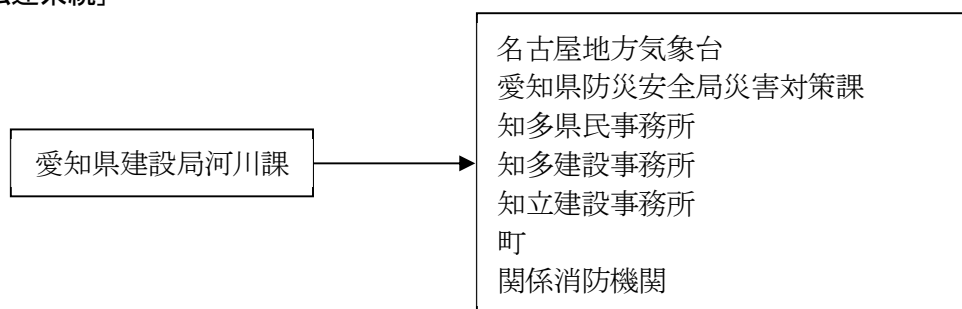 愛知県建設局河川課
名古屋地方気象台
愛知県防災安全局災害対策課
知多県民事務所
知多建設事務所
知立建設事務所
町
関係消防機関